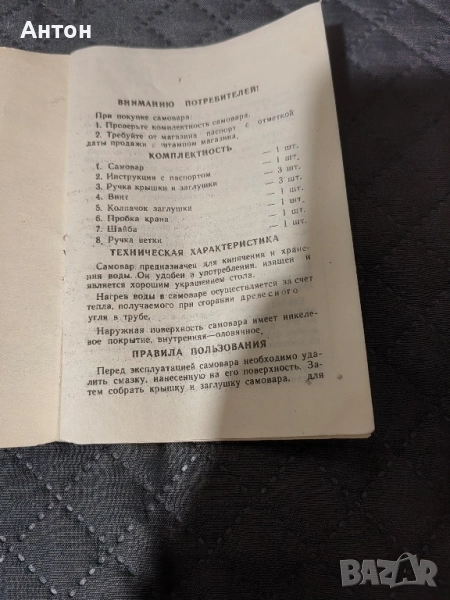 Антон
1
ВНИМАНИЮ ПОТРЕБИТЕЛЕЙ!
При покупке самовара:
1. Проверьте комплектность самовара.
2. Требуйте от магазина паспорт с отметкой
даты продажи и штампом магазина.
КОМПЛЕКТНОСТЬ
1. Самовар — 1 шт.
2. Инструкция с паспортом — 1 шт.
3. Ручка крышки и заглушки — 3 шт.
4. Винт — 3 шт.
5. Колпачок заглушки — 1 шт.
6. Пробка крана — 1 шт.
7. Шайба — 1 шт.
8. Ручка ветки — 1 шт.
ТЕХНИЧЕСКАЯ ХАРАКТЕРИСТИКА
Самовар предназначен для кипячения и хране-
ния воды. Он удобен в употреблении, изящен и
является хорошим украшением стола.
Нагрев воды в самоваре осуществляется за счет
тепла, получаемого при сгорании древесного
угля в трубе.
Наружная поверхность самовара имеет никеле-
вое покрытие, внутренняя—оловянное.
ПРАВИЛА ПОЛЬЗОВАНИЯ
Перед эксплуатацией самовара необходимо уда-
лить смазку, нанесенную на его поверхность. За-
тем собрать крышку и заглушку самовара, для
BAZAR